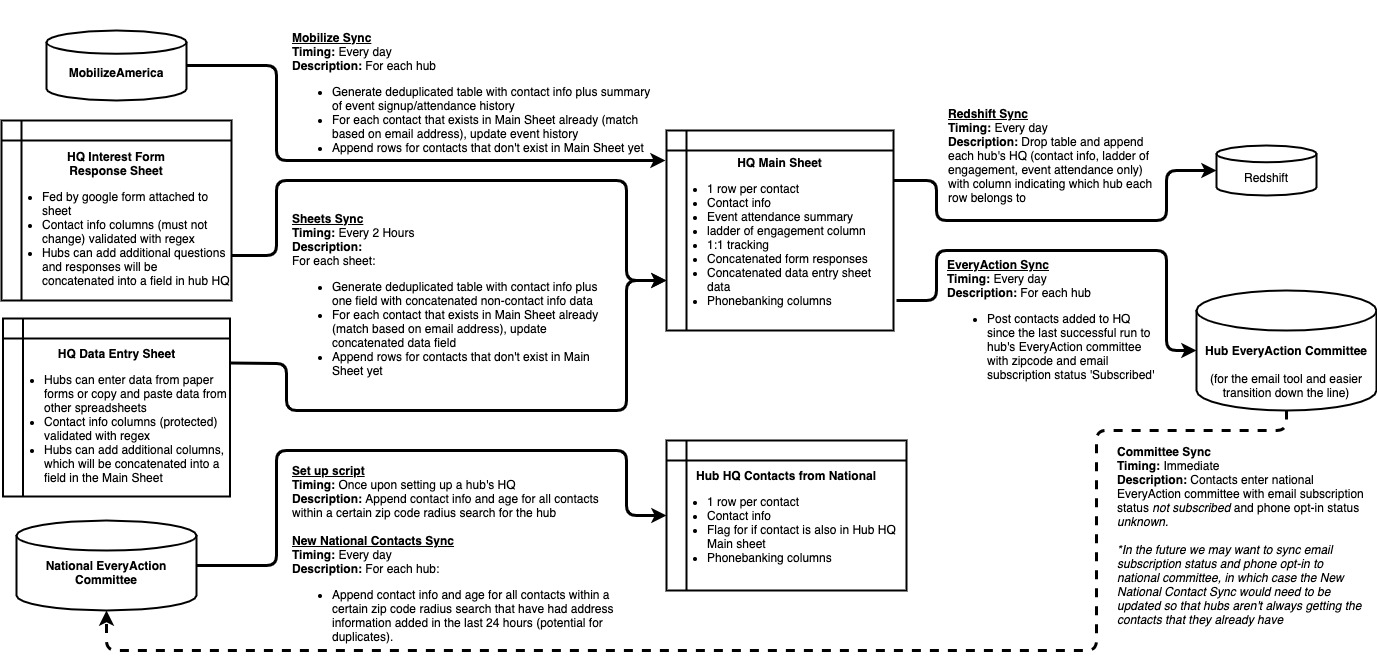 MobilizeAmerica
Mobilize Sync
Timing: Every day
Description: For each hub
• Generate deduplicated table with contact info plus summary
of event signup/attendance history
• For each contact that exists in Main Sheet already (match
based on email address), update event history
• Append rows for contacts that don't exist in Main Sheet yet
HQ Interest Form
Response Sheet
• Fed by google form attached to
sheet
• Contact info columns (must not
change) validated with regex
• Hubs can add additional questions
and responses will be
concatenated into a field in hub HQ
Sheets Sync
Timing: Every 2 Hours
Description:
For each sheet:
• Generate deduplicated table with contact info plus
one field with concatenated non-contact info data
• For each contact that exists in Main Sheet already
(match based on email address), update
concatenated data field
• Append rows for contacts that don't exist in Main
Sheet yet
HQ Data Entry Sheet
• Hubs can enter data from paper
forms or copy and paste data from
other spreadsheets
• Contact info columns (protected)
validated with regex
• Hubs can add additional columns,
which will be concatenated into a
field in the Main Sheet
HQ Main Sheet
• 1 row per contact
• Contact info
• Event attendance summary
• ladder of engagement column
• 1:1 tracking
• Concatenated form responses
• Concatenated data entry sheet
data
• Phonebanking columns
Redshift Sync
Timing: Every day
Description: Drop table and append
each hub's HQ (contact info, ladder of
engagement, event attendance only)
with column indicating which hub each
row belongs to
Redshift
EveryAction Sync
Timing: Every day
Description: For each hub
• Post contacts added to HQ
since the last successful run to
hub's EveryAction committee
with zipcode and email
subscription status 'Subscribed'
Hub EveryAction Committee
(for the email tool and easier
transition down the line)
National EveryAction
Committee
Set up script
Timing: Once upon setting up a hub's HQ
Description: Append contact info and age for all contacts
within a certain zip code radius search for the hub
New National Contacts Sync
Timing: Every day
Description: For each hub:
• Append contact info and age for all contacts within a
certain zip code radius search that have had address
information added in the last 24 hours (potential for
duplicates).
Hub HQ Contacts from National
• 1 row per contact
• Contact info
• Flag for if contact is also in Hub HQ
Main sheet
• Phonebanking columns
Committee Sync
Timing: Immediate
Description: Contacts enter national
EveryAction committee with email subscription
status not subscribed and phone opt-in status
unknown.
*In the future we may want to sync email
subscription status and phone opt-in to
national committee, in which case the New
National Contact Sync would need to be
updated so that hubs aren't always getting the
contacts that they already have